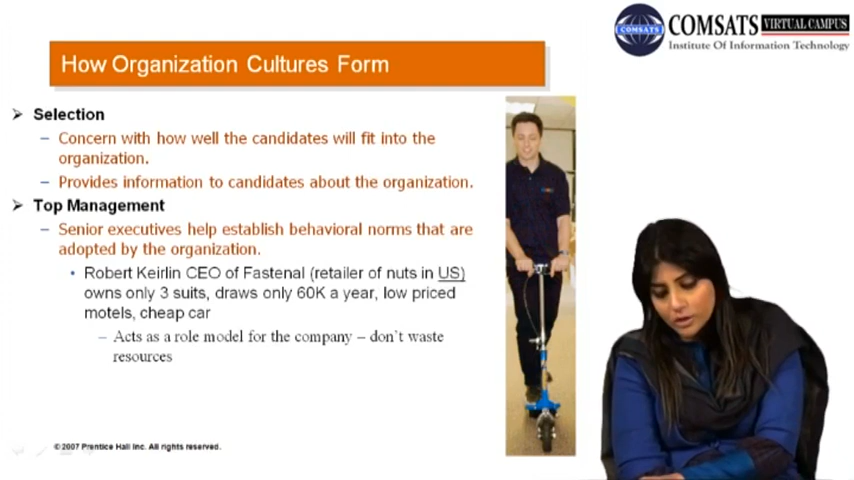 COMSATS VIRTUAL CAMPUS
COMSATS
Institute Of Information Technology
How Organization Cultures Form
Selection
– Concern with how well the candidates will fit into the
organization.
– Provides information to candidates about the organization.
Top Management
– Senior executives help establish behavioral norms that are
adopted by the organization.
• Robert Keirlin CEO of Fastenal (retailer of nuts in US)
owns only 3 suits, draws only 60K a year, low priced
motels, cheap car
– Acts as a role model for the company – don't waste
resources
© 2007 Prentice Hall Inc. All rights reserved.